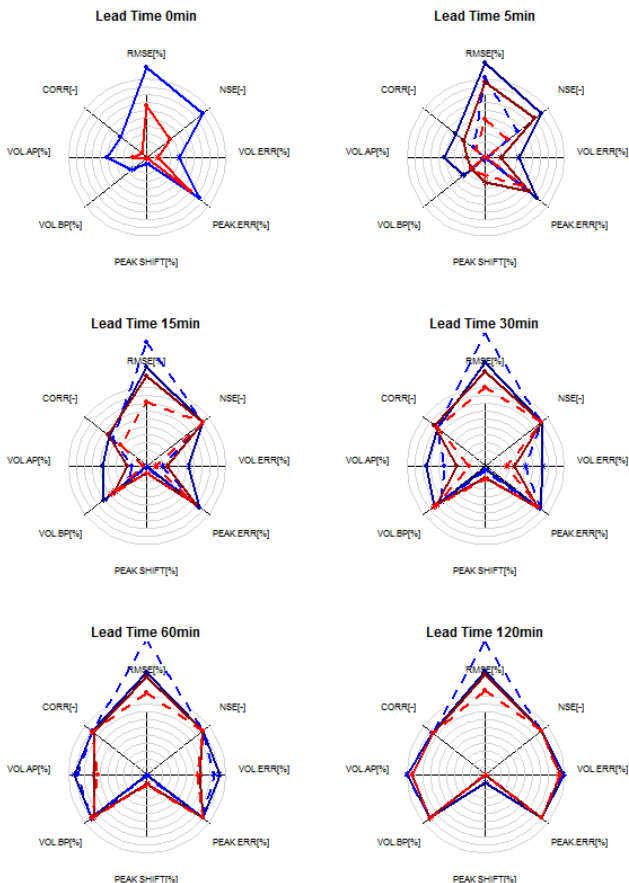 Lead Time 0min
Lead Time 5min
RMSE[%]
RMSE[%]
CORR[-]
NSE[-]
CORR[-]
NSE[-]
VOL.AP[%]
VOL.ERR[%]
VOL.AP[%]
VOL.ERR[%]
VOL.BP[%]
PEAK.ERR[%]
VOL.BP[%]
PEAK.ERR[%]
PEAK SHIFT[%]
PEAK SHIFT[%]
Lead Time 15min
Lead Time 30min
RMSE[%]
RMSE[%]
CORR[-]
NSE[-]
CORR[-]
NSE[-]
VOL.AP[%]
VOL.ERR[%]
VOL.AP[%]
VOL.ERR[%]
VOL.BP[%]
PEAK.ERR[%]
VOL.BP[%]
PEAK.ERR[%]
PEAK SHIFT[%]
PEAK SHIFT[%]
Lead Time 60min
Lead Time 120min
RMSE[%]
RMSE[%]
CORR[-]
NSE[-]
CORR[-]
NSE[-]
VOL.AP[%]
VOL.ERR[%]
VOL.AP[%]
VOL.ERR[%]
VOL.BP[%]
PEAK.ERR[%]
VOL.BP[%]
PEAK.ERR[%]
PEAK SHIFT[%]
PEAK SHIFT[%]